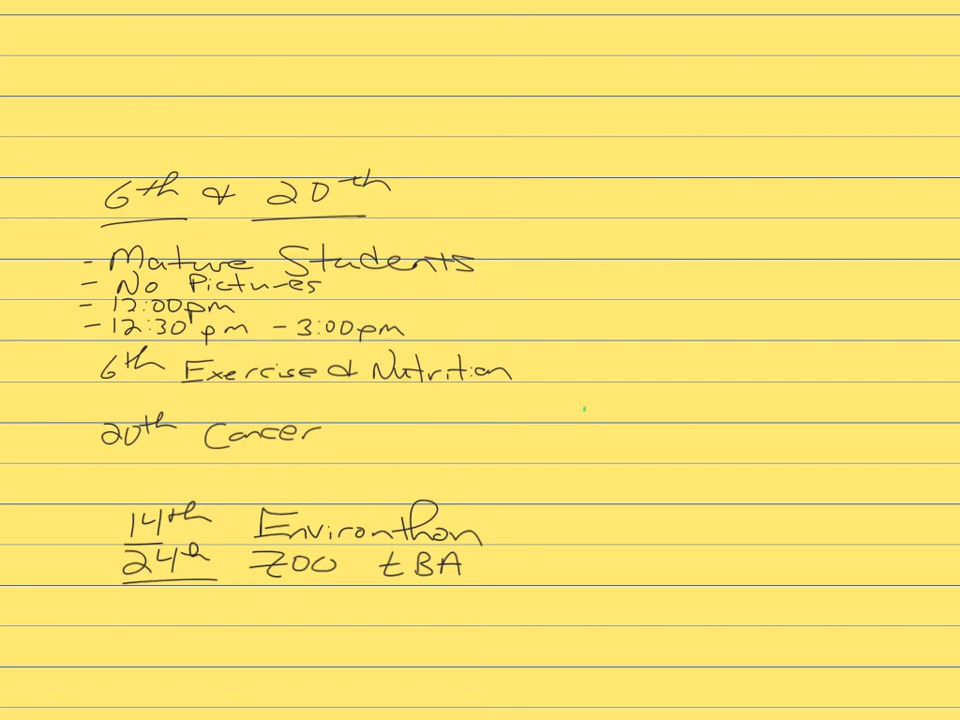 6th & 20th
- Mature Students
- No Pictures
- 12:00pm
- 12:30 pm - 3:00pm
6th Exercise & Nutrition
20th Cancer
14th Environthon
24th Zoo tBA